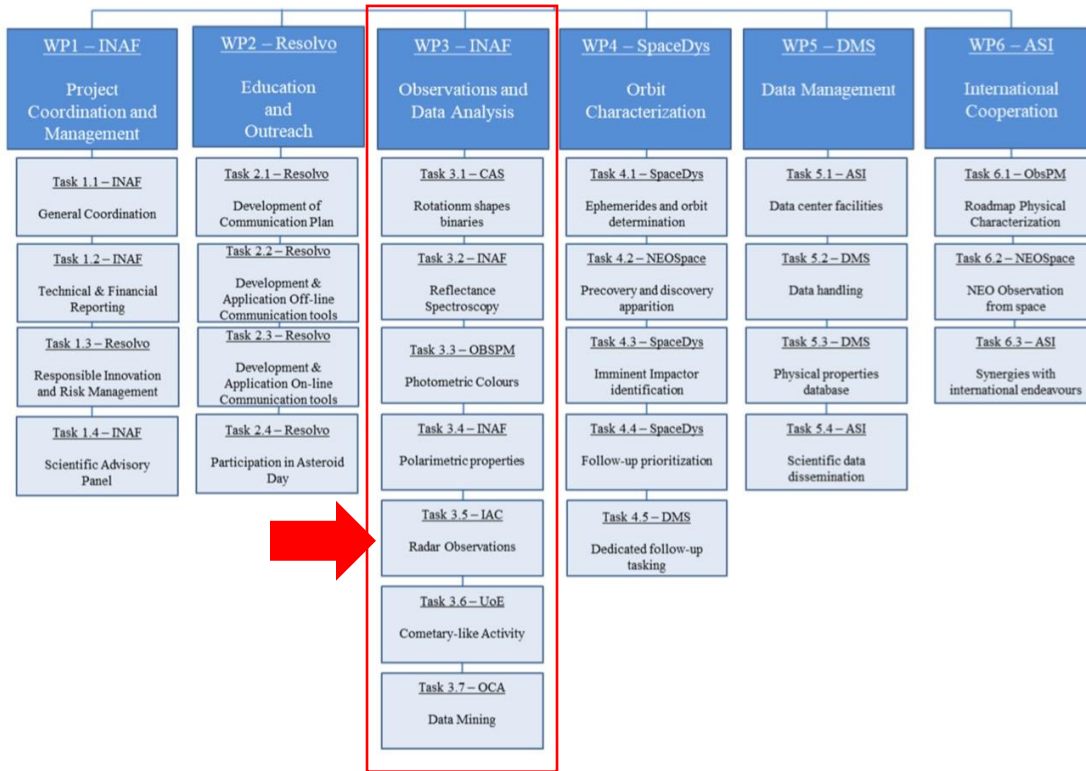 WP1 – INAF
Project
Coordination and
Management
Task 1.1 – INAF
General Coordination
Task 1.2 – INAF
Technical & Financial
Reporting
Task 1.3 – Resolvo
Responsible Innovation
and Risk Management
Task 1.4 – INAF
Scientific Advisory
Panel
WP2 – Resolvo
Education
and
Outreach
Task 2.1 – Resolvo
Development of
Communication Plan
Task 2.2 – Resolvo
Development &
Application Off-line
Communication tools
Task 2.3 – Resolvo
Development &
Application On-line
Communication tools
Task 2.4 – Resolvo
Participation in Asteroid
Day
WP3 – INAF
Observations and
Data Analysis
Task 3.1 – CAS
Rotationm shapes
binaries
Task 3.2 – INAF
Reflectance
Spectroscopy
Task 3.3 – OBSPM
Photometric Colours
Task 3.4 – INAF
Polarimetric properties
Task 3.5 – IAC
Radar Observations
Task 3.6 – UoE
Cometary-like Activity
Task 3.7 – OCA
Data Mining
WP4 – SpaceDys
Orbit
Characterization
Task 4.1 – SpaceDys
Ephemerides and orbit
determination
Task 4.2 – NEOSpace
Precovery and discovery
apparition
Task 4.3 – SpaceDys
Imminent Impactor
identification
Task 4.4 – SpaceDys
Follow-up prioritization
Task 4.5 – DMS
Dedicated follow-up
tasking
WP5 – DMS
Data Management
Task 5.1 – ASI
Data center facilities
Task 5.2 – DMS
Data handling
Task 5.3 – DMS
Physical properties
database
Task 5.4 – ASI
Scientific data
dissemination
WP6 – ASI
International
Cooperation
Task 6.1 – ObsPM
Roadmap Physical
Characterization
Task 6.2 – NEOSpace
NEO Observation
from space
Task 6.3 – ASI
Synergies with
international endeavours